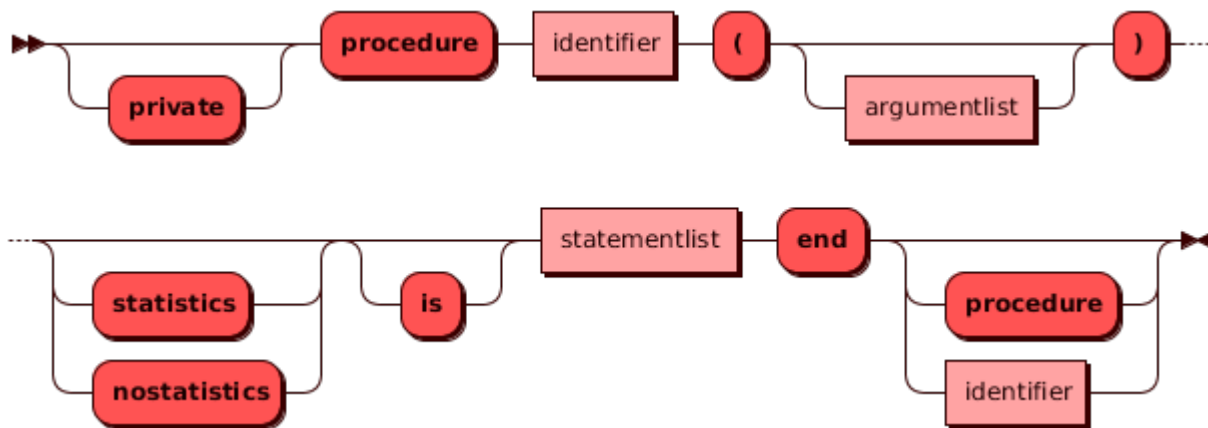 procedure identifier ( )
private argumentlist
statementlist end
statistics is procedure
nostatistics identifier